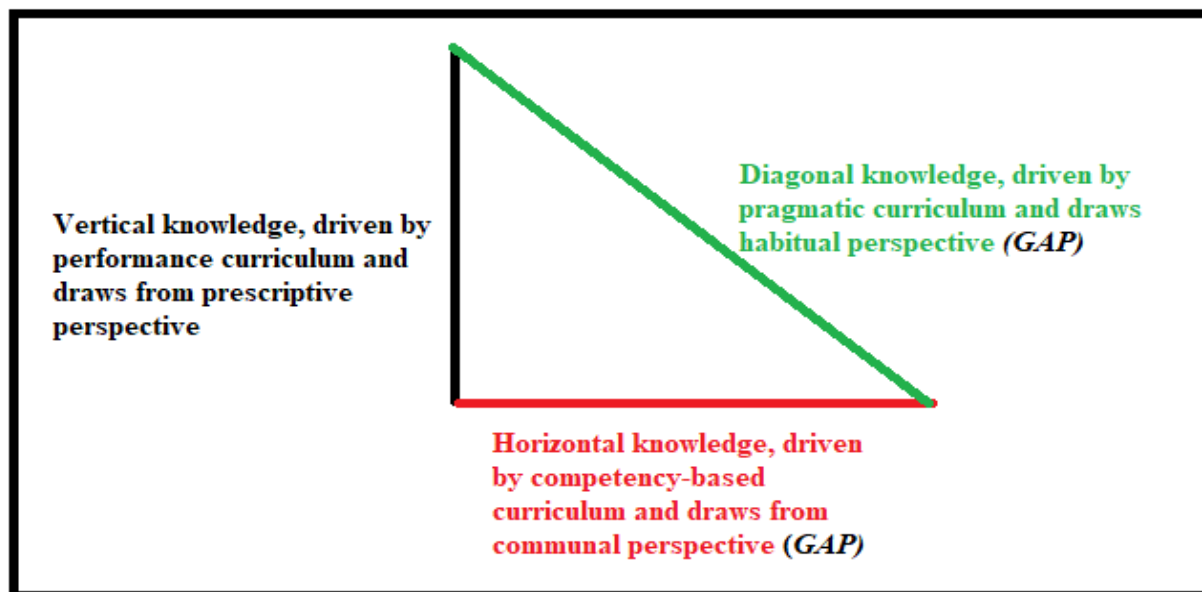 Vertical knowledge, driven by
performance curriculum and
draws from prescriptive
perspective
Diagonal knowledge, driven by
pragmatic curriculum and draws
habitual perspective (GAP)
Horizontal knowledge, driven
by competency-based
curriculum and draws from
communal perspective (GAP)